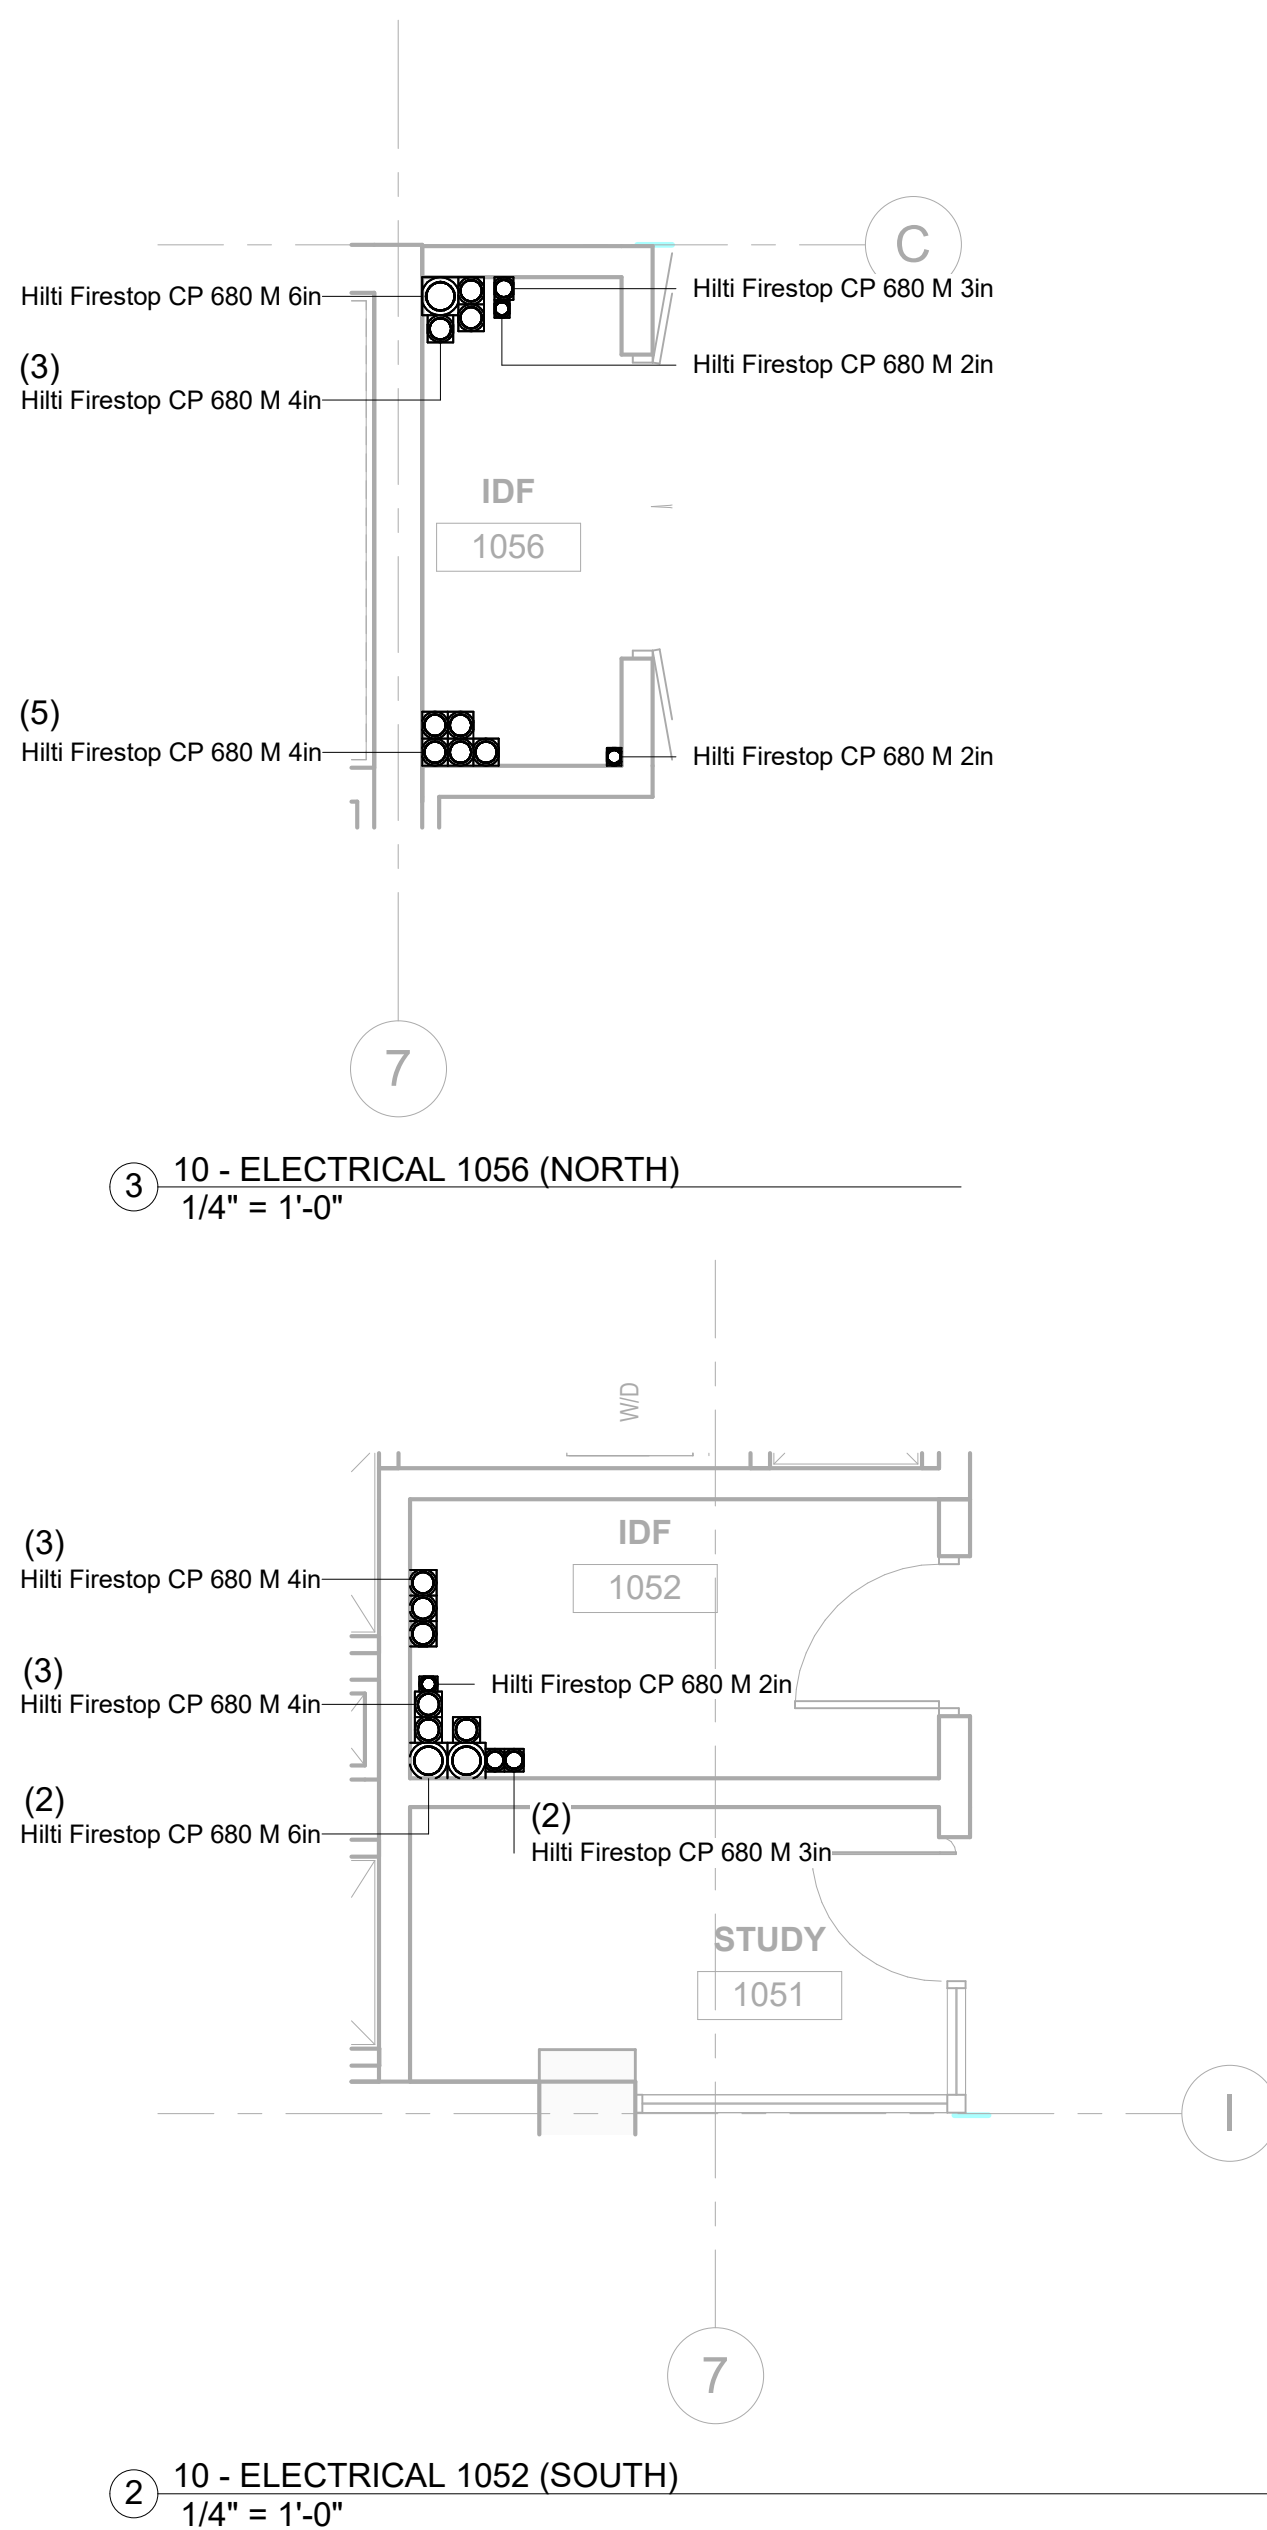 C
Hilti Firestop CP 680 M 6in
Hilti Firestop CP 680 M 3in
(3)
Hilti Firestop CP 680 M 4in
Hilti Firestop CP 680 M 2in
IDF
1056
(5)
Hilti Firestop CP 680 M 4in
Hilti Firestop CP 680 M 2in
7
3
10 - ELECTRICAL 1056 (NORTH)
1/4" = 1'-0"
W/D
IDF
1052
(3)
Hilti Firestop CP 680 M 4in
(3)
Hilti Firestop CP 680 M 4in
Hilti Firestop CP 680 M 2in
(2)
Hilti Firestop CP 680 M 6in
(2)
Hilti Firestop CP 680 M 3in
STUDY
1051
I
7
2
10 - ELECTRICAL 1052 (SOUTH)
1/4" = 1'-0"